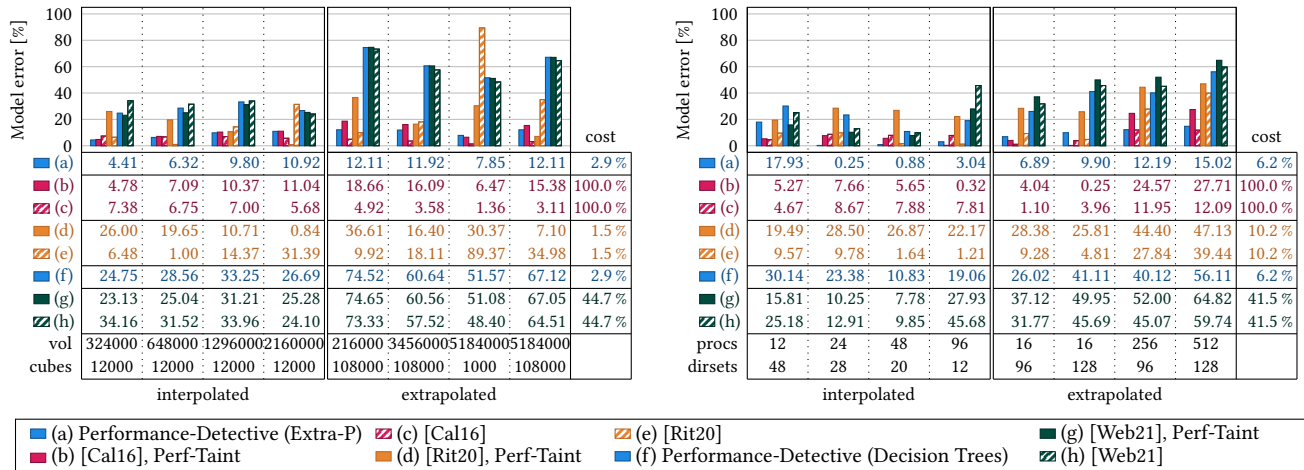 Model error [%]
100
80
60
40
20
0
cost
(a) 4.41 6.32 9.80 10.92 12.11 11.92 7.85 12.11 2.9 %
(b) 4.78 7.09 10.37 11.04 18.66 16.09 6.47 15.38 100.0 %
(c) 7.38 6.75 7.00 5.68 4.92 3.58 1.36 3.11 100.0 %
(d) 26.00 19.65 10.71 0.84 36.61 16.40 30.37 7.10 1.5 %
(e) 6.48 1.00 14.37 31.39 9.92 18.11 89.37 34.98 1.5 %
(f) 24.75 28.56 33.25 26.69 74.52 60.64 51.57 67.12 2.9 %
(g) 23.13 25.04 31.21 25.28 74.65 60.56 51.08 67.05 44.7 %
(h) 34.16 31.52 33.96 24.10 73.33 57.52 48.40 64.51 44.7 %
vol 324000 648000 1296000 2160000 216000 3456000 5184000 5184000
cubes 12000 12000 12000 12000 108000 108000 1000 108000
interpolated extrapolated
Model error [%]
100
80
60
40
20
0
cost
(a) 17.93 0.25 0.88 3.04 6.89 9.90 12.19 15.02 6.2 %
(b) 5.27 7.66 5.65 0.32 4.04 0.25 24.57 27.71 100.0 %
(c) 4.67 8.67 7.88 7.81 1.10 3.96 11.95 12.09 100.0 %
(d) 19.49 28.50 26.87 22.17 28.38 25.81 44.40 47.13 10.2 %
(e) 9.57 9.78 1.64 1.21 9.28 4.81 27.84 39.44 10.2 %
(f) 30.14 23.38 10.83 19.06 26.02 41.11 40.12 56.11 6.2 %
(g) 15.81 10.25 7.78 27.93 37.12 49.95 52.00 64.82 41.5 %
(h) 25.18 12.91 9.85 45.68 31.77 45.69 45.07 59.74 41.5 %
procs 12 24 48 96 16 16 256 512
dirsets 48 28 20 12 96 128 96 128
interpolated extrapolated
(a) Performance-Detective (Extra-P) (c) [Cal16] (e) [Rit20] (g) [Web21], Perf-Taint
(b) [Cal16], Perf-Taint (d) [Rit20], Perf-Taint (f) Performance-Detective (Decision Trees) (h) [Web21]